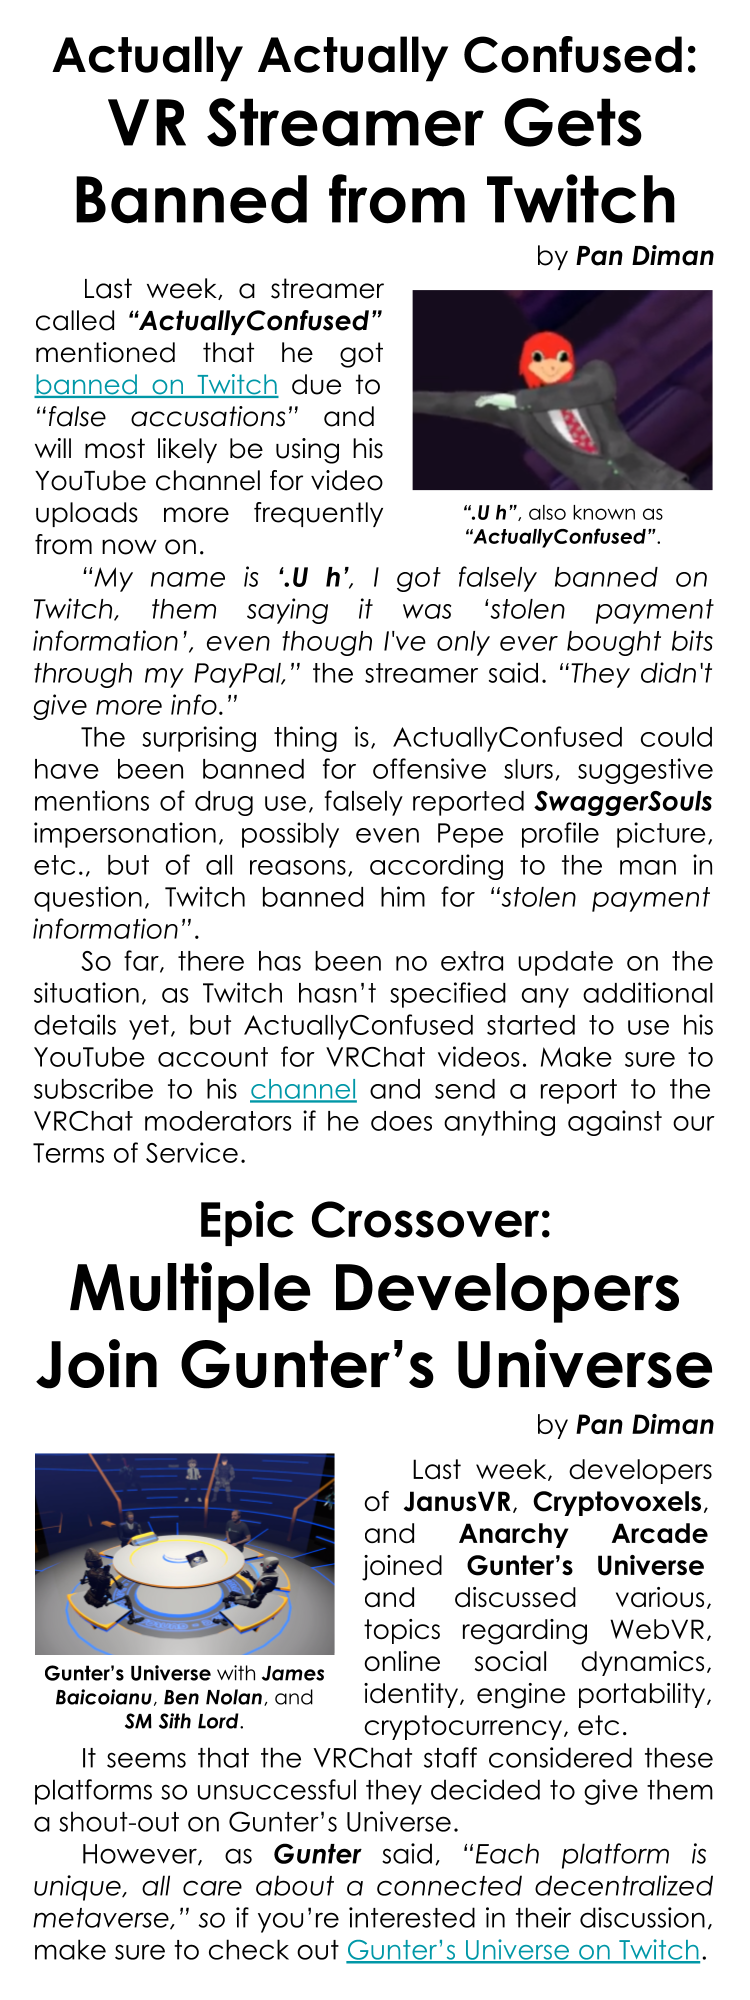 Actually Actually Confused:
VR Streamer Gets
Banned from Twitch
by Pan Diman
Last week, a streamer
called “ActuallyConfused”
mentioned that he got
banned on Twitch due to
“false accusations” and
will most likely be using his
YouTube channel for video
uploads more frequently
from now on.
“.U h”, also known as
“ActuallyConfused”.
“My name is ‘.U h’, I got falsely banned on
Twitch, them saying it was ‘stolen payment
information’, even though I've only ever bought bits
through my PayPal,” the streamer said. “They didn't
give more info.”
The surprising thing is, ActuallyConfused could
have been banned for offensive slurs, suggestive
mentions of drug use, falsely reported SwaggerSouls
impersonation, possibly even Pepe profile picture,
etc., but of all reasons, according to the man in
question, Twitch banned him for “stolen payment
information”.
So far, there has been no extra update on the
situation, as Twitch hasn’t specified any additional
details yet, but ActuallyConfused started to use his
YouTube account for VRChat videos. Make sure to
subscribe to his channel and send a report to the
VRChat moderators if he does anything against our
Terms of Service.
Epic Crossover:
Multiple Developers
Join Gunter’s Universe
by Pan Diman
Gunter’s Universe with James
Baicoianu, Ben Nolan, and
SM Sith Lord.
Last week, developers
of JanusVR, Cryptovoxels,
and Anarchy Arcade
joined Gunter’s Universe
and discussed various,
topics regarding WebVR,
online social dynamics,
identity, engine portability,
cryptocurrency, etc.
It seems that the VRChat staff considered these
platforms so unsuccessful they decided to give them
a shout-out on Gunter’s Universe.
However, as Gunter said, “Each platform is
unique, all care about a connected decentralized
metaverse,” so if you’re interested in their discussion,
make sure to check out Gunter’s Universe on Twitch.